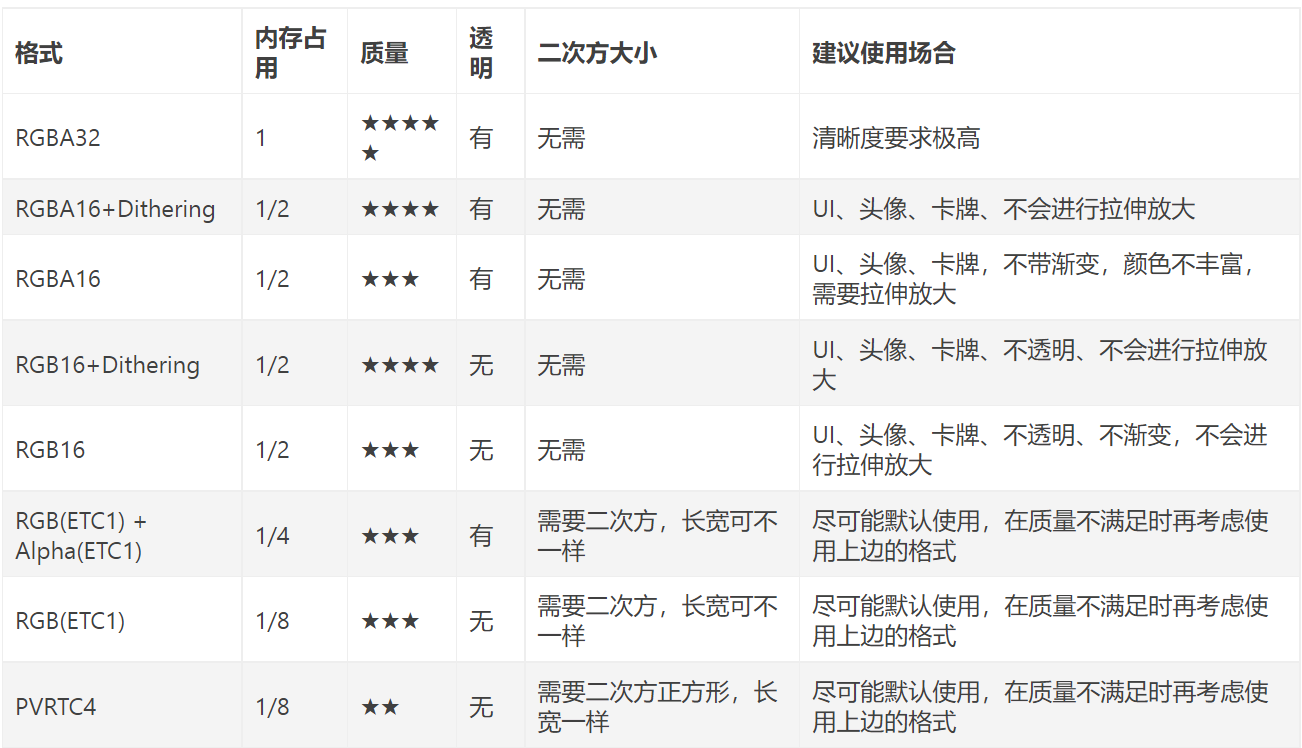 格式 内存占用 质量 透明 二次方大小 建议使用场合
RGBA32 1 ★★★★★ 有 无需 清晰度要求极高
RGBA16+Dithering 1/2 ★★★★ 有 无需 UI、头像、卡牌、不会进行拉伸放大
RGBA16 1/2 ★★★ 有 无需 UI、头像、卡牌，不带渐变，颜色不丰富，
需要拉伸放大
RGB16+Dithering 1/2 ★★★★ 无 无需 UI、头像、卡牌、不透明、不会进行拉伸放
大
RGB16 1/2 ★★★ 无 无需 UI、头像、卡牌、不透明、不渐变，不会进
行拉伸放大
RGB(ETC1) +
Alpha(ETC1) 1/4 ★★★ 有 需要二次方，长宽可不
一样 尽可能默认使用，在质量不满足时再考虑使
用上边的格式
RGB(ETC1) 1/8 ★★★ 无 需要二次方，长宽可不
一样 尽可能默认使用，在质量不满足时再考虑使
用上边的格式
PVRTC4 1/8 ★★ 无 需要二次方正方形，长
宽一样 尽可能默认使用，在质量不满足时再考虑使
用上边的格式